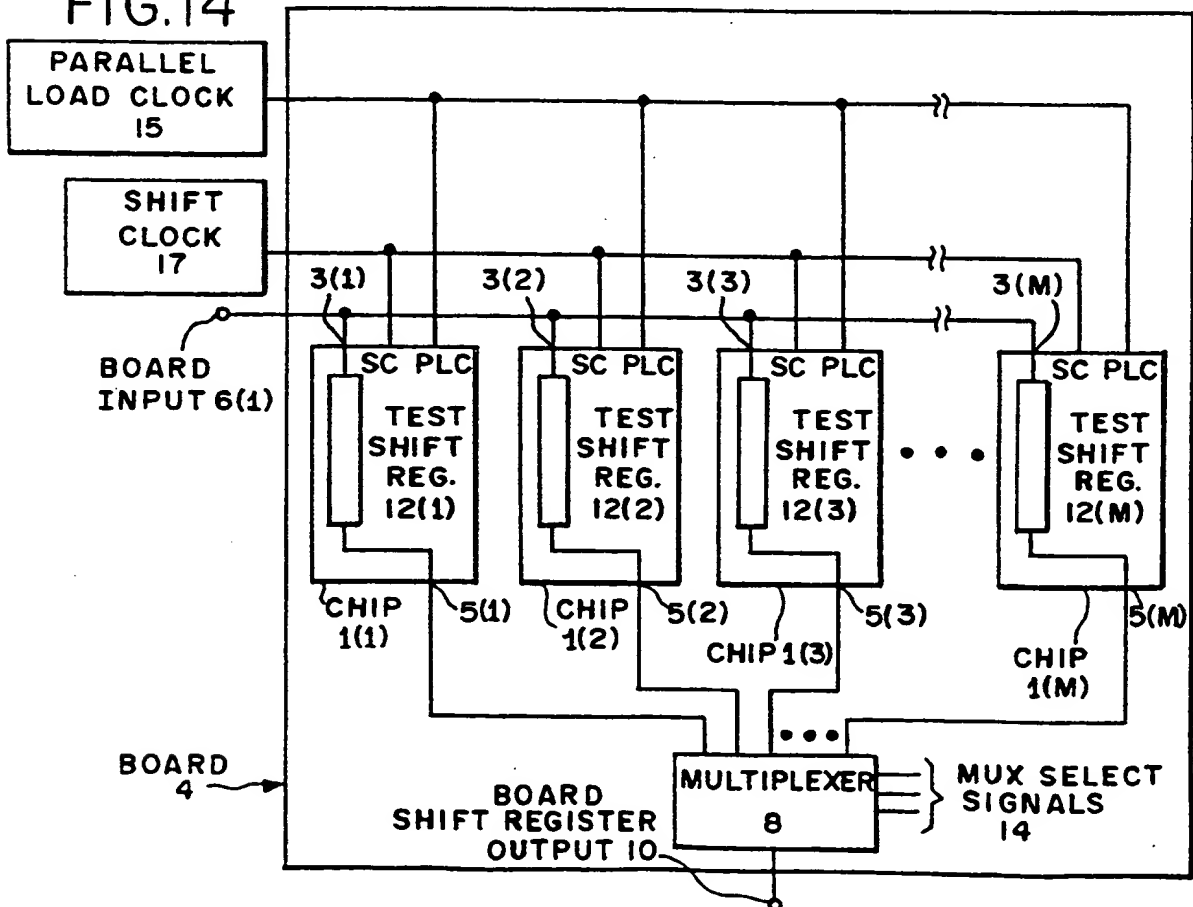 FIG.14
PARALLEL
LOAD CLOCK
15
SHIFT
CLOCK
17
3(1)
3(2)
3(3)
3(M)
BOARD
INPUT 6(1)
SC PLC
TEST
SHIFT
REG.
12(1)
SC PLC
TEST
SHIFT
REG.
12(2)
SC PLC
TEST
SHIFT
REG.
12(3)
SC PLC
TEST
SHIFT
REG.
12(M)
CHIP
1(1)
5(1)
CHIP
1(2)
5(2)
CHIP 1(3)
5(3)
CHIP
1(M)
5(M)
BOARD
4
MULTIPLEXER
8
MUX SELECT
SIGNALS
14
BOARD
SHIFT REGISTER
OUTPUT 10